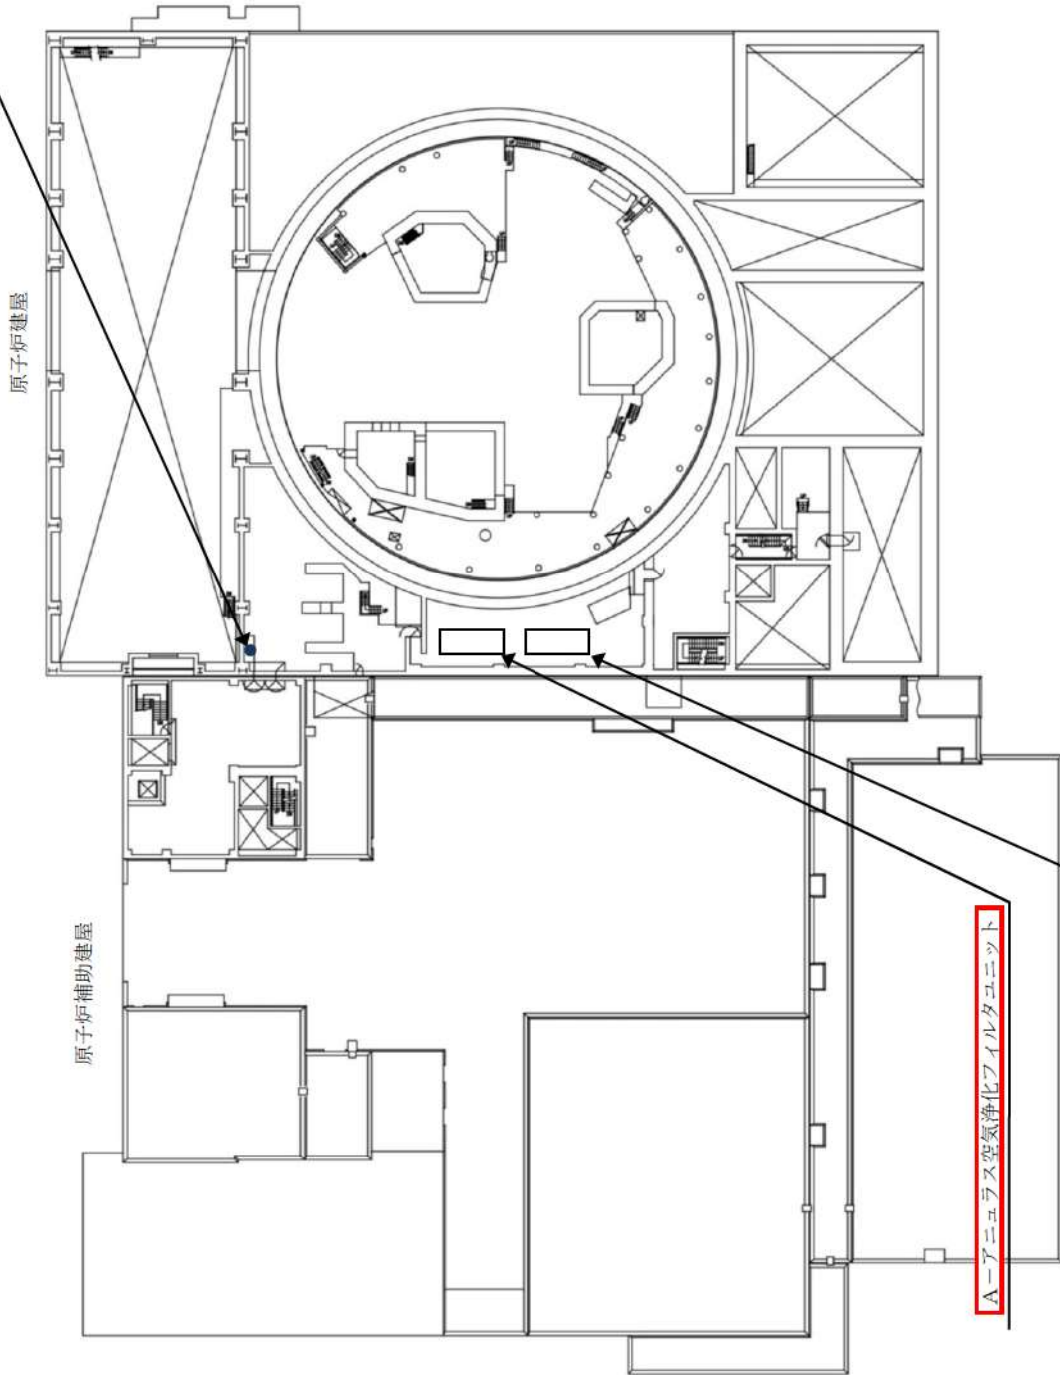 原子炉建屋
原子炉補助建屋
A－アニュラス空気浄化フィルタユニット